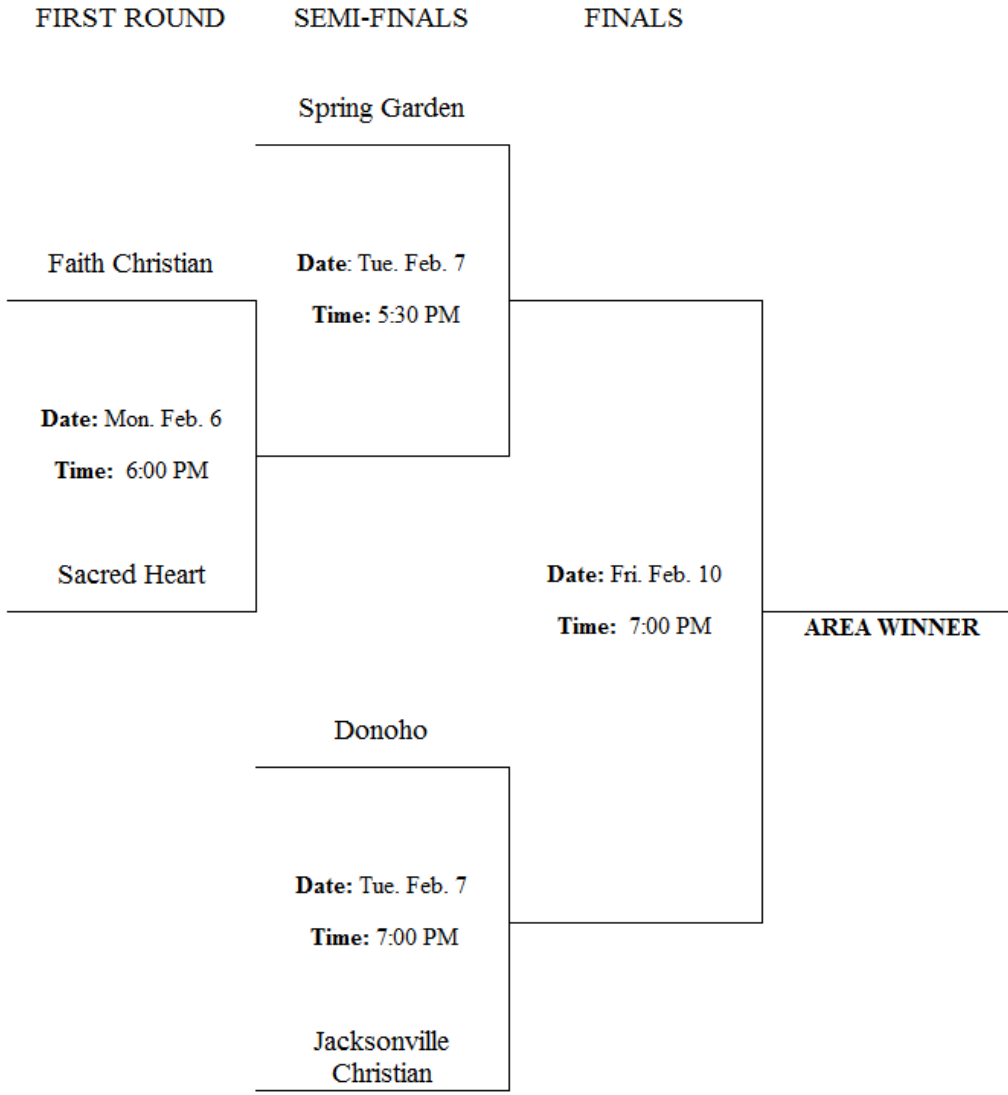 FIRST ROUND SEMI-FINALS FINALS
Spring Garden
Faith Christian
Date: Tue. Feb. 7
Time: 5:30 PM
Date: Mon. Feb. 6
Time: 6:00 PM
Sacred Heart
Date: Fri. Feb. 10
Time: 7:00 PM
AREA WINNER
Donoho
Date: Tue. Feb. 7
Time: 7:00 PM
Jacksonville
Christian